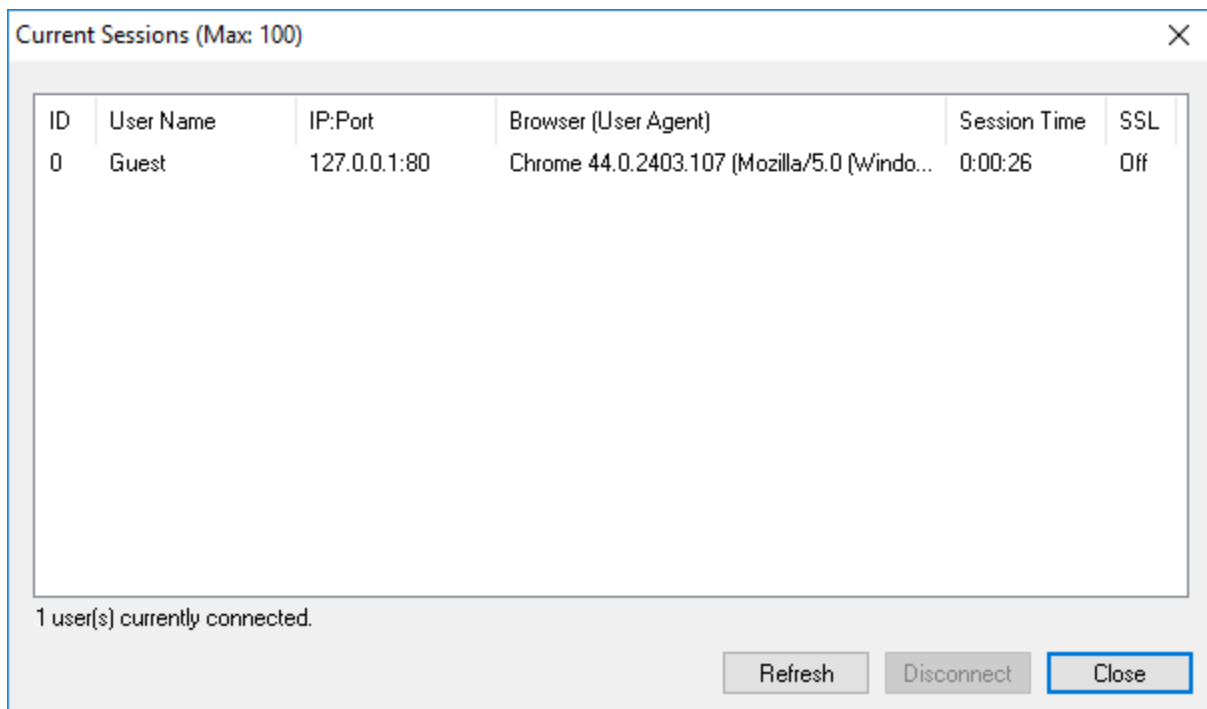 Current Sessions (Max: 100)
ID User Name IP:Port Browser (User Agent) Session Time SSL
0 Guest 127.0.0.1:80 Chrome 44.0.2403.107 (Mozilla/5.0 (Windo... 0:00:26 Off
1 user(s) currently connected.
Refresh Disconnect Close